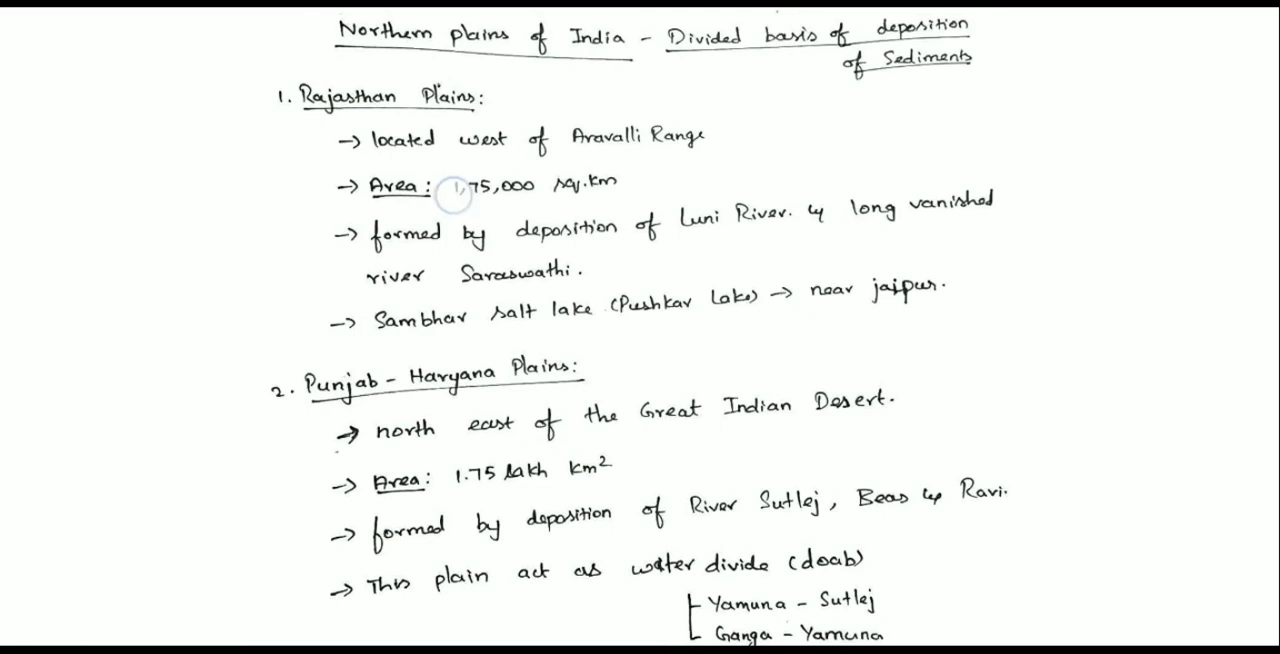 Northern plains of India - Divided basis of deposition
of Sediments
1. Rajasthan Plains:
→ located west of Aravalli Range
→ Area: 1,75,000 sq.km
→ formed by deposition of Luni River. & long vanished
river Saraswathi.
→ Sambhar salt lake (Pushkar Lake) → near jaipur.
2. Punjab - Haryana Plains:
→ north east of the Great Indian Desert.
→ Area: 1.75 lakh km²
→ formed by deposition of River Sutlej, Beas & Ravi.
→ This plain act as water divide (doab)
Yamuna - Sutlej
Ganga - Yamuna